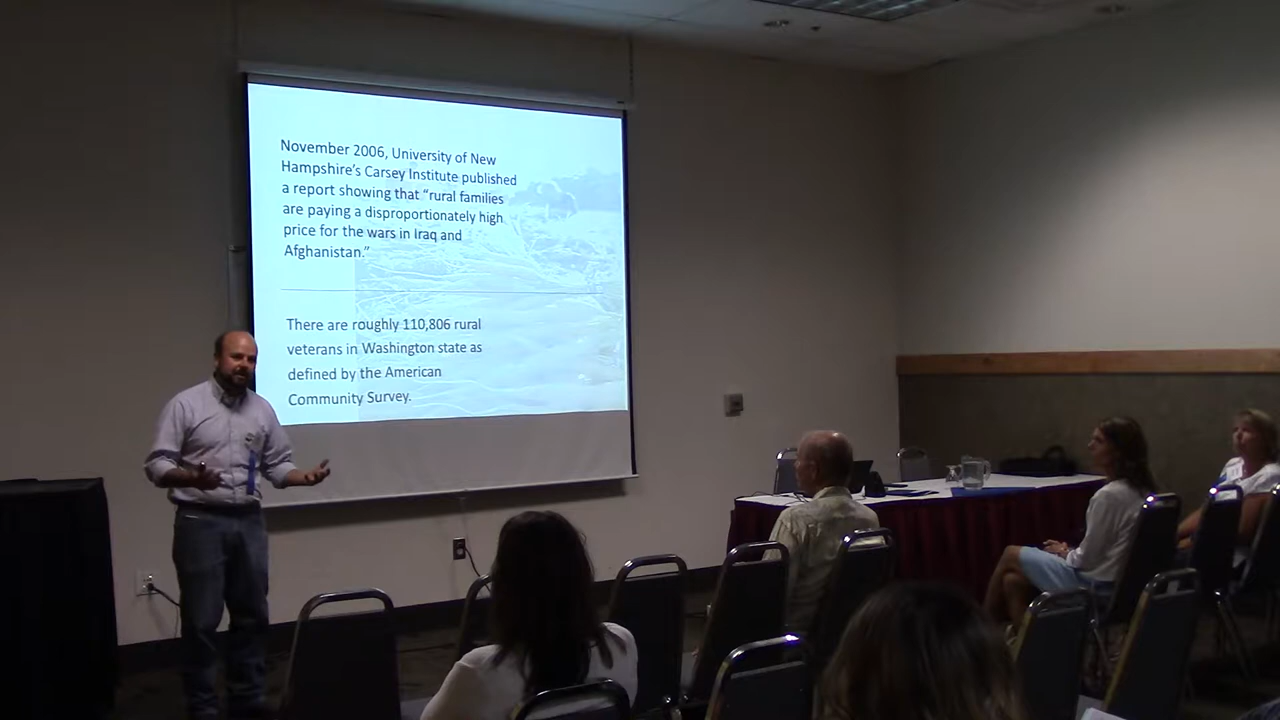 November 2006, University of New
Hampshire’s Carsey Institute published
a report showing that “rural families
are paying a disproportionately high
price for the wars in Iraq and
Afghanistan.”
There are roughly 110,806 rural
veterans in Washington state as
defined by the American
Community Survey.